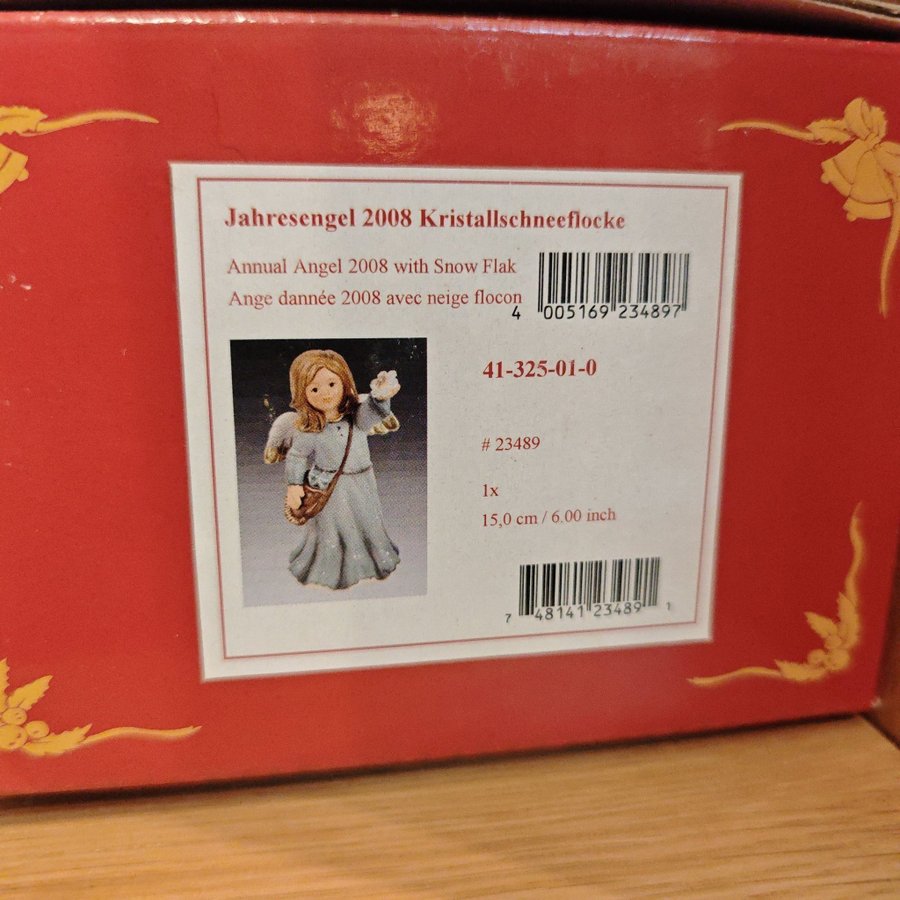 Jahresengel 2008 Kristallschneeflocke
Annual Angel 2008 with Snow Flak
Ange dannée 2008 avec neige flocon
4 005169 234897
41-325-01-0
# 23489
1x
15,0 cm / 6.00 inch
7 48141 23489 1